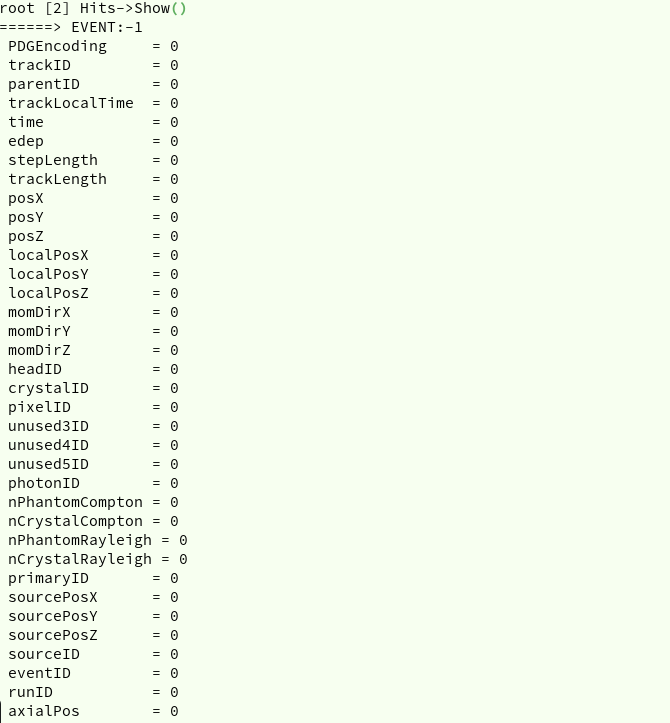 root [2] Hits->Show()
======> EVENT:-1
PDGEncoding = 0
trackID = 0
parentID = 0
trackLocalTime = 0
time = 0
edep = 0
stepLength = 0
trackLength = 0
posX = 0
posY = 0
posZ = 0
localPosX = 0
localPosY = 0
localPosZ = 0
momDirX = 0
momDirY = 0
momDirZ = 0
headID = 0
crystalID = 0
pixelID = 0
unused3ID = 0
unused4ID = 0
unused5ID = 0
photonID = 0
nPhantomCompton = 0
nCrystalCompton = 0
nPhantomRayleigh = 0
nCrystalRayleigh = 0
primaryID = 0
sourcePosX = 0
sourcePosY = 0
sourcePosZ = 0
sourceID = 0
eventID = 0
runID = 0
axialPos = 0